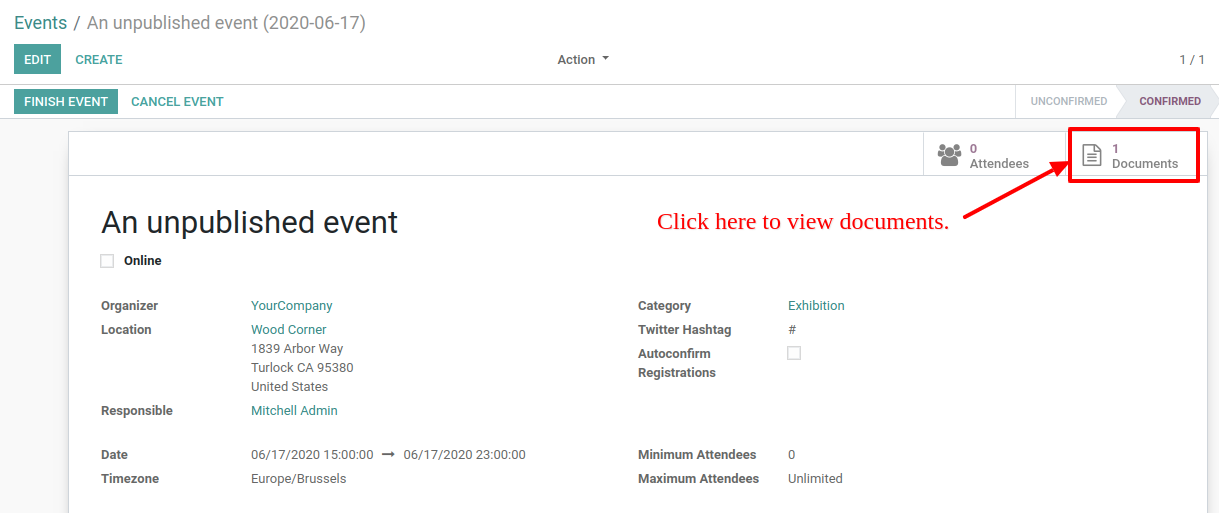 Events / An unpublished event (2020-06-17)
EDIT CREATE Action 1 / 1
FINISH EVENT CANCEL EVENT UNCONFIRMED CONFIRMED
0 Attendees
1 Documents
An unpublished event
Click here to view documents.
Online
Organizer YourCompany
Category Exhibition
Location Wood Corner
1839 Arbor Way
Turlock CA 95380
United States
Twitter Hashtag #
Autoconfirm
Registrations
Responsible Mitchell Admin
Date 06/17/2020 15:00:00 → 06/17/2020 23:00:00
Minimum Attendees 0
Timezone Europe/Brussels
Maximum Attendees Unlimited